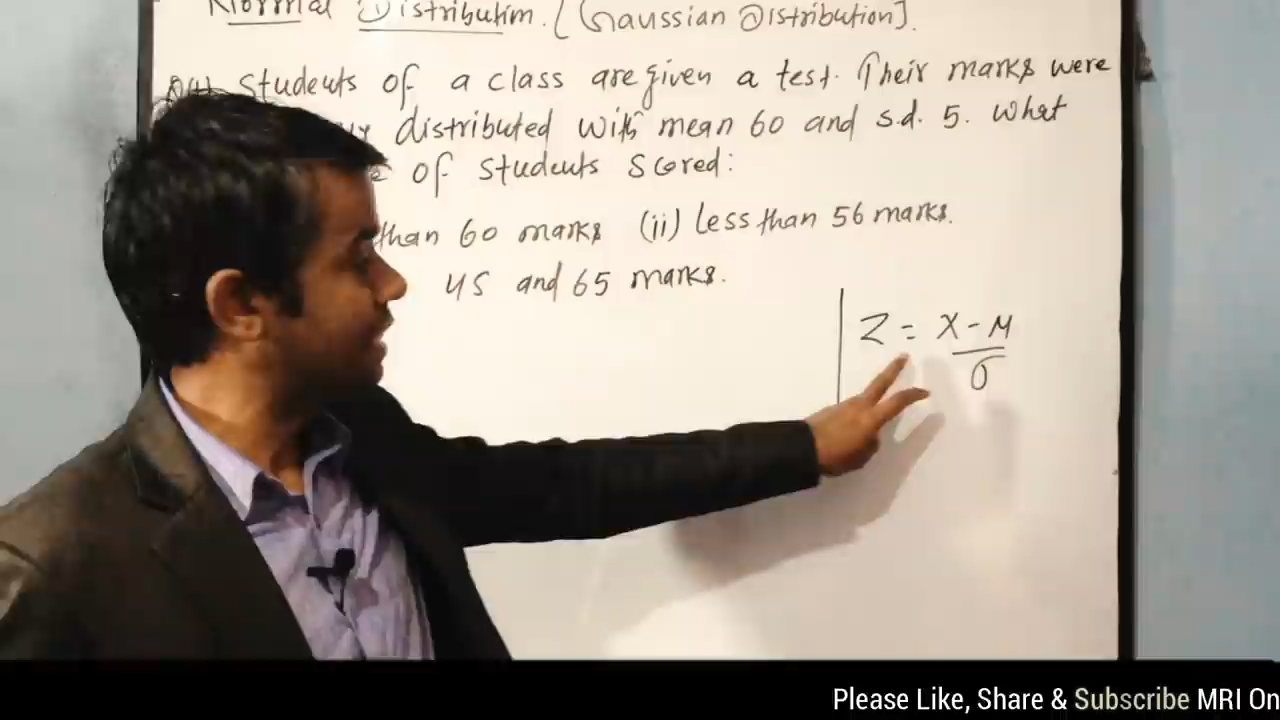 Normal Distribution. [Gaussian Distribution].
Students of a class are given a test. Their marks were
distributed with mean 60 and s.d. 5. What
of students scored:
than 60 marks (ii) less than 56 marks.
45 and 65 marks.
Z = X - M
σ
Please Like, Share & Subscribe MRI On